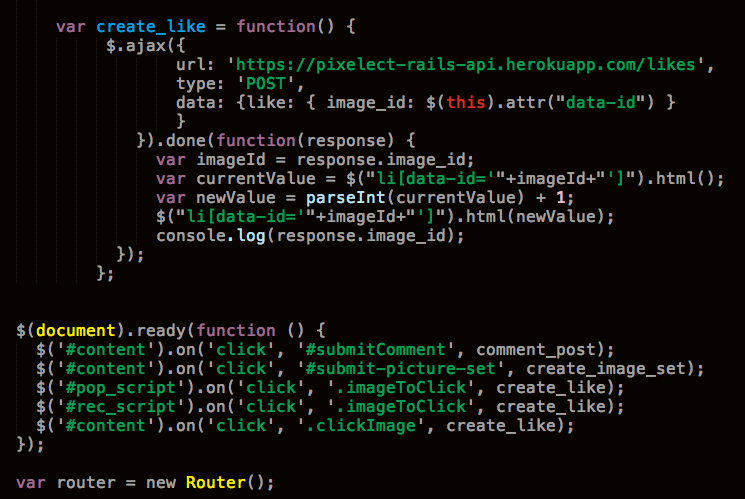 var create_like = function() {
$.ajax({
url: 'https://pixelect-rails-api.herokuapp.com/likes',
type: 'POST',
data: {like: { image_id: $(this).attr("data-id") }
}
}).done(function(response) {
var imageId = response.image_id;
var currentValue = $("li[data-id='"+imageId+"']").html();
var newValue = parseInt(currentValue) + 1;
$("li[data-id='"+imageId+"']").html(newValue);
console.log(response.image_id);
});
};
$(document).ready(function () {
$('#content').on('click', '#submitComment', comment_post);
$('#content').on('click', '#submit-picture-set', create_image_set);
$('#pop_script').on('click', '.imageToClick', create_like);
$('#rec_script').on('click', '.imageToClick', create_like);
$('#content').on('click', '.clickImage', create_like);
});
var router = new Router();